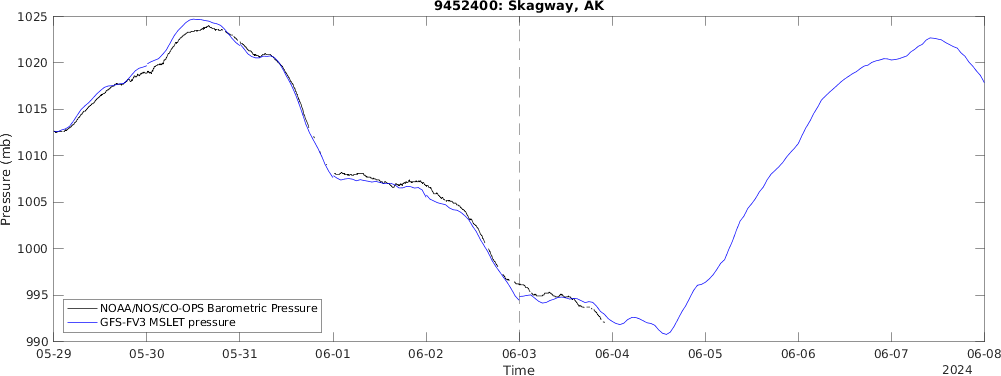 9452400: Skagway, AK
1025
1020
1015
1010
1005
1000
995
990
Pressure (mb)
NOAA/NOS/CO-OPS Barometric Pressure
GFS-FV3 MSLET pressure
05-29 05-30 05-31 06-01 06-02 06-03 06-04 06-05 06-06 06-07 06-08
Time
2024